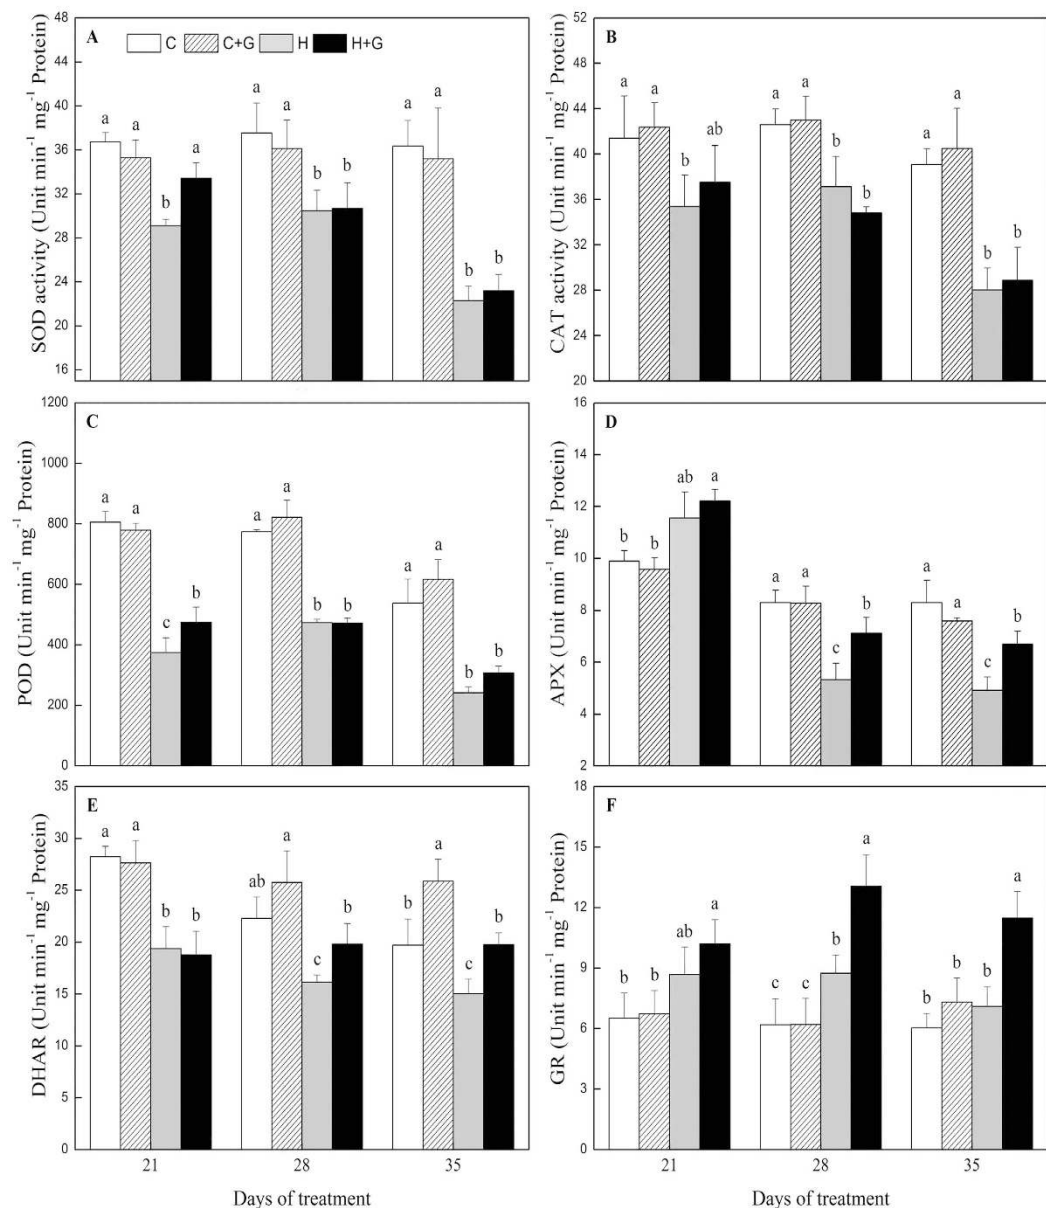 A
C C+G H H+G
SOD activity (Unit min⁻¹ mg⁻¹ Protein)
48
44
40
36
32
28
24
20
16
a a b a
a a b b
a a b b
B
CAT activity (Unit min⁻¹ mg⁻¹ Protein)
52
48
44
40
36
32
28
24
20
a a b ab
a a b b
a a b b
C
POD (Unit min⁻¹ mg⁻¹ Protein)
1200
1000
800
600
400
200
0
a a c b
a a b b
a a b b
D
APX (Unit min⁻¹ mg⁻¹ Protein)
16
14
12
10
8
6
4
2
b b ab a
a a c b
a a c b
E
DHAR (Unit min⁻¹ mg⁻¹ Protein)
35
30
25
20
15
10
5
0
a a b b
ab a c b
b a c b
21 28 35
Days of treatment
F
GR (Unit min⁻¹ mg⁻¹ Protein)
18
15
12
9
6
3
0
b b ab a
c c b a
b b b a
21 28 35
Days of treatment